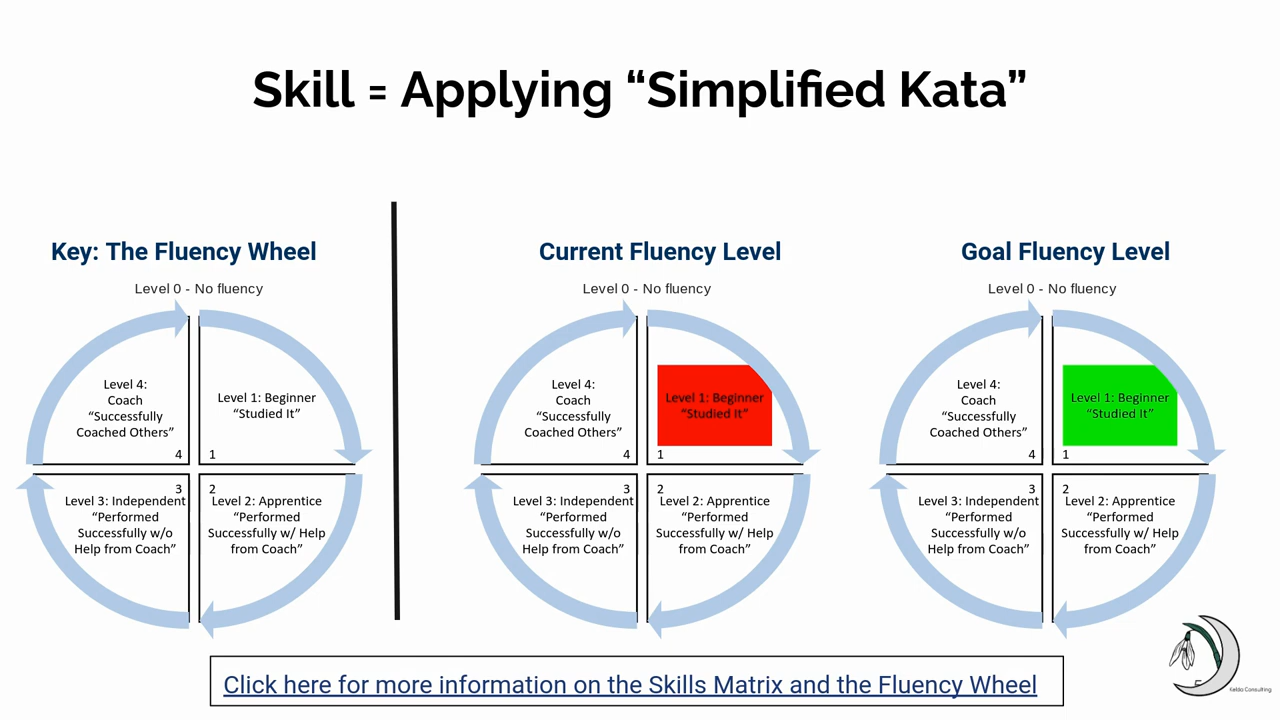 Skill = Applying “Simplified Kata”
Key: The Fluency Wheel
Level 0 - No fluency
Level 4:
Coach
“Successfully
Coached Others”
4
Level 1: Beginner
“Studied It”
1
3
Level 3: Independent
“Performed
Successfully w/o
Help from Coach”
2
Level 2: Apprentice
“Performed
Successfully w/ Help
from Coach”
Current Fluency Level
Level 0 - No fluency
Level 4:
Coach
“Successfully
Coached Others”
4
Level 1: Beginner
“Studied It”
1
3
Level 3: Independent
“Performed
Successfully w/o
Help from Coach”
2
Level 2: Apprentice
“Performed
Successfully w/ Help
from Coach”
Goal Fluency Level
Level 0 - No fluency
Level 4:
Coach
“Successfully
Coached Others”
4
Level 1: Beginner
“Studied It”
1
3
Level 3: Independent
“Performed
Successfully w/o
Help from Coach”
2
Level 2: Apprentice
“Performed
Successfully w/ Help
from Coach”
Click here for more information on the Skills Matrix and the Fluency Wheel
Consulting